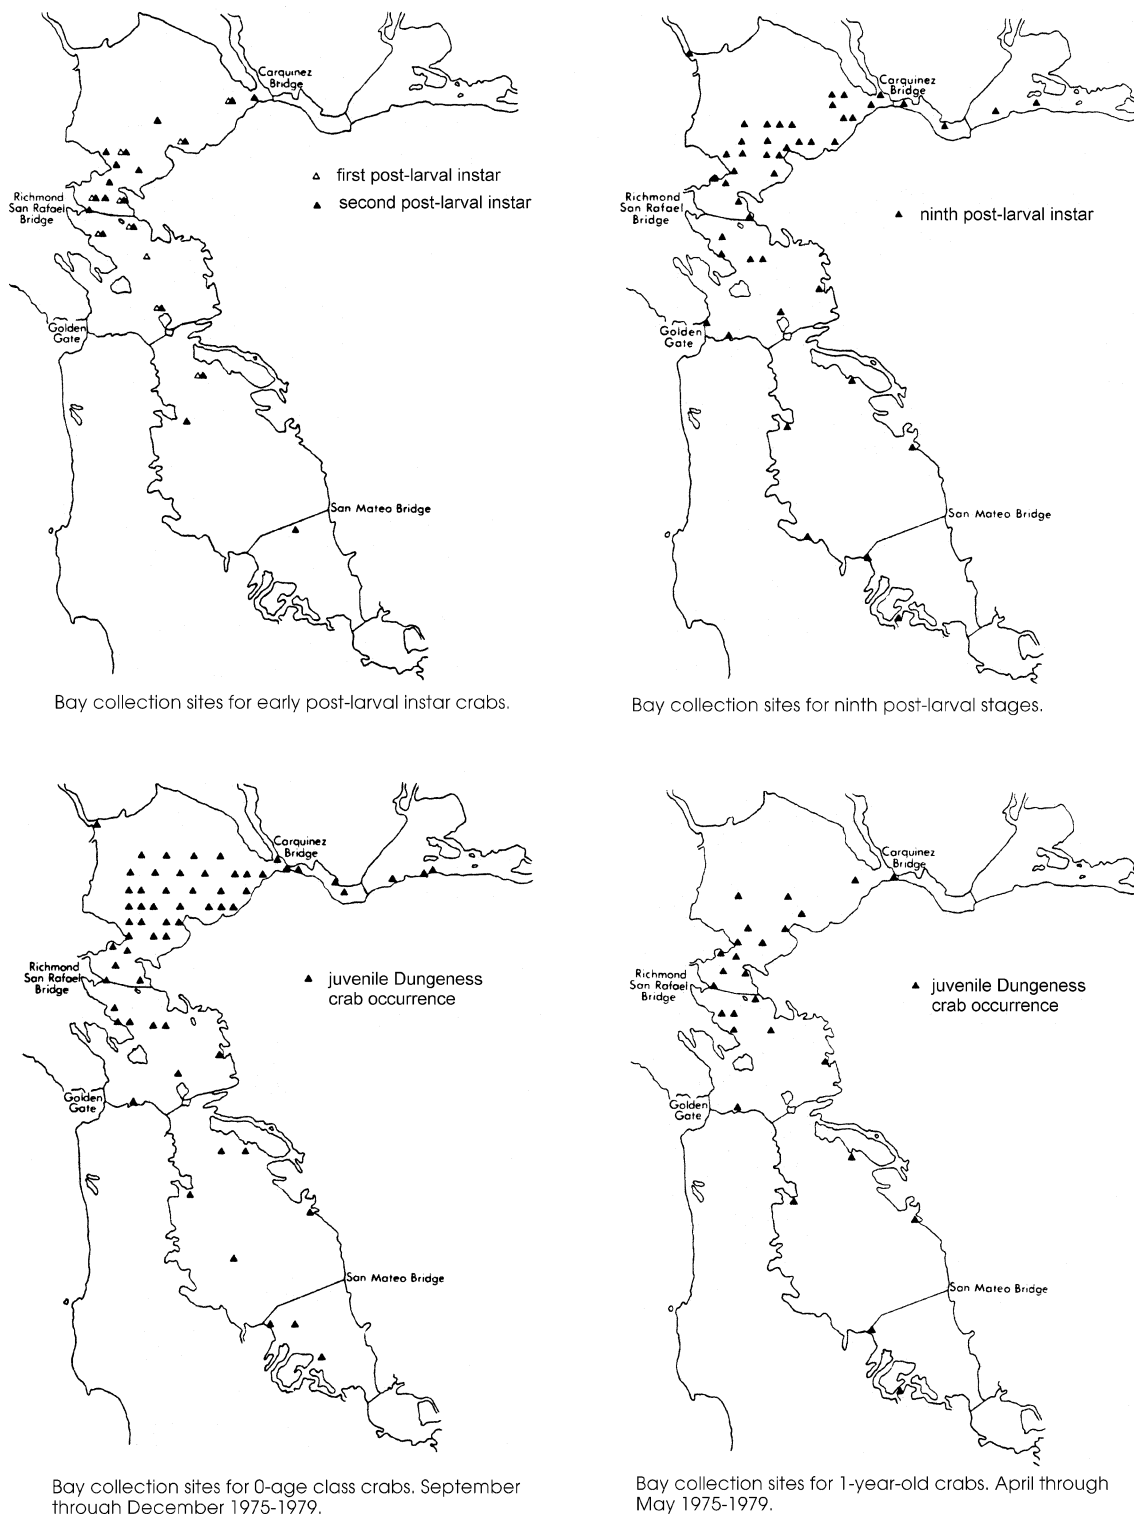 Carquinez
Bridge
first post-larval instar
second post-larval instar
Richmond
San Rafael
Bridge
Golden
Gate
San Mateo Bridge
Bay collection sites for early post-larval instar crabs.
Carquinez
Bridge
Richmond
San Rafael
Bridge
ninth post-larval instar
Golden
Gate
San Mateo Bridge
Bay collection sites for ninth post-larval stages.
Carquinez
Bridge
Richmond
San Rafael
Bridge
juvenile Dungeness
crab occurrence
Golden
Gate
San Mateo Bridge
Bay collection sites for 0-age class crabs. September
through December 1975-1979.
Carquinez
Bridge
Richmond
San Rafael
Bridge
juvenile Dungeness
crab occurrence
Golden
Gate
San Mateo Bridge
Bay collection sites for 1-year-old crabs. April through
May 1975-1979.